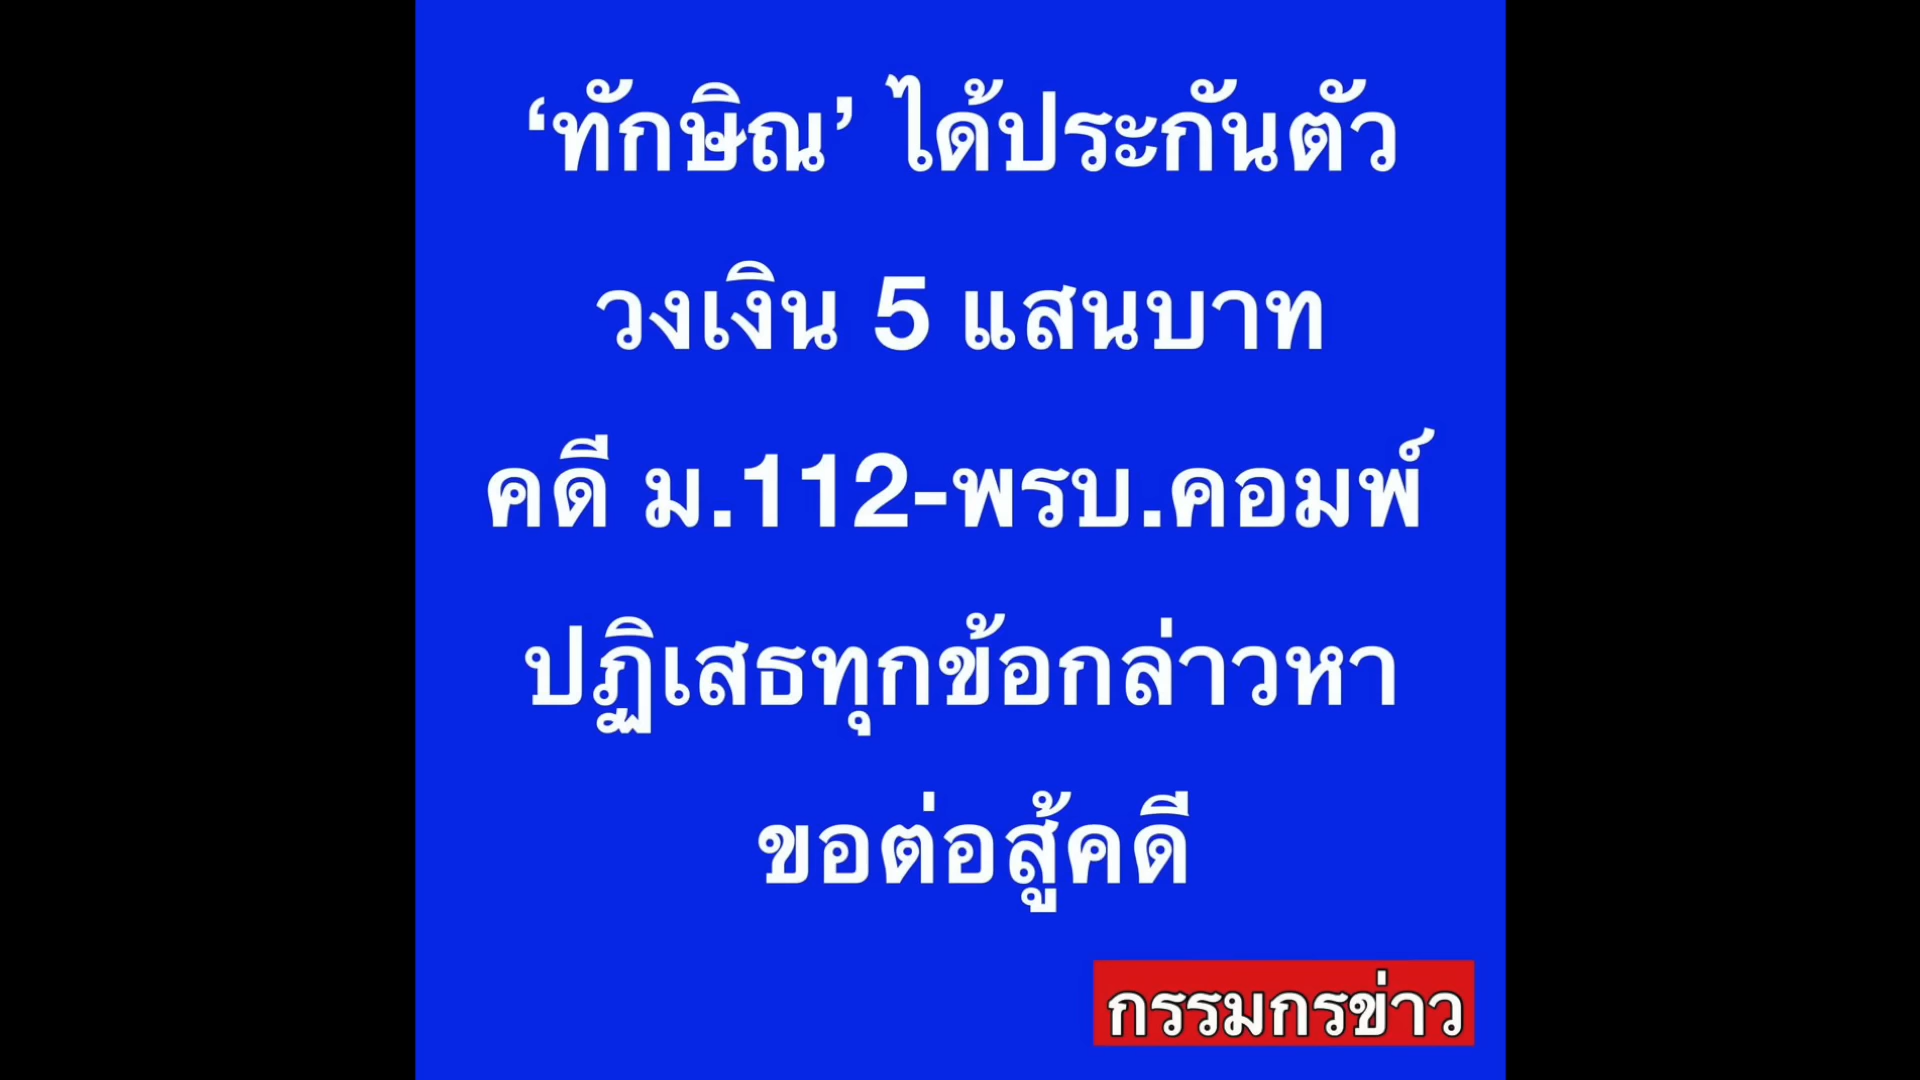 ‘ทักษิณ’ ได้ประกันตัว
วงเงิน 5 แสนบาท
คดี ม.112-พรบ.คอมพ์
ปฏิเสธทุกข้อกล่าวหา
ขอต่อสู้คดี
กรรมกรข่าว